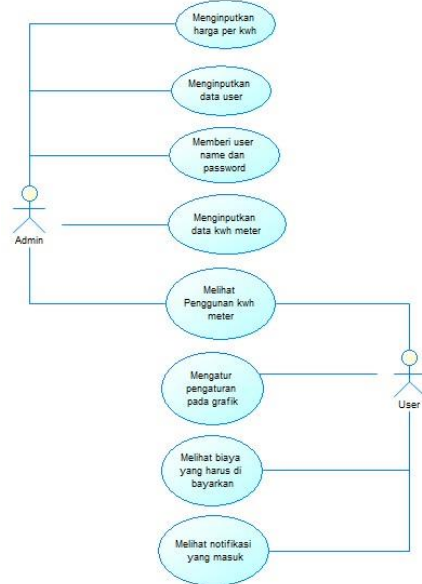 Menginputkan
harga per kwh
Menginputkan
data user
Memberi user
name dan
password
Admin
Menginputkan
data kwh meter
Melihat
Penggunan kwh
meter
Mengatur
pengaturan
pada grafik
User
Melihat biaya
yang harus di
bayarkan
Melihat notifikasi
yang masuk